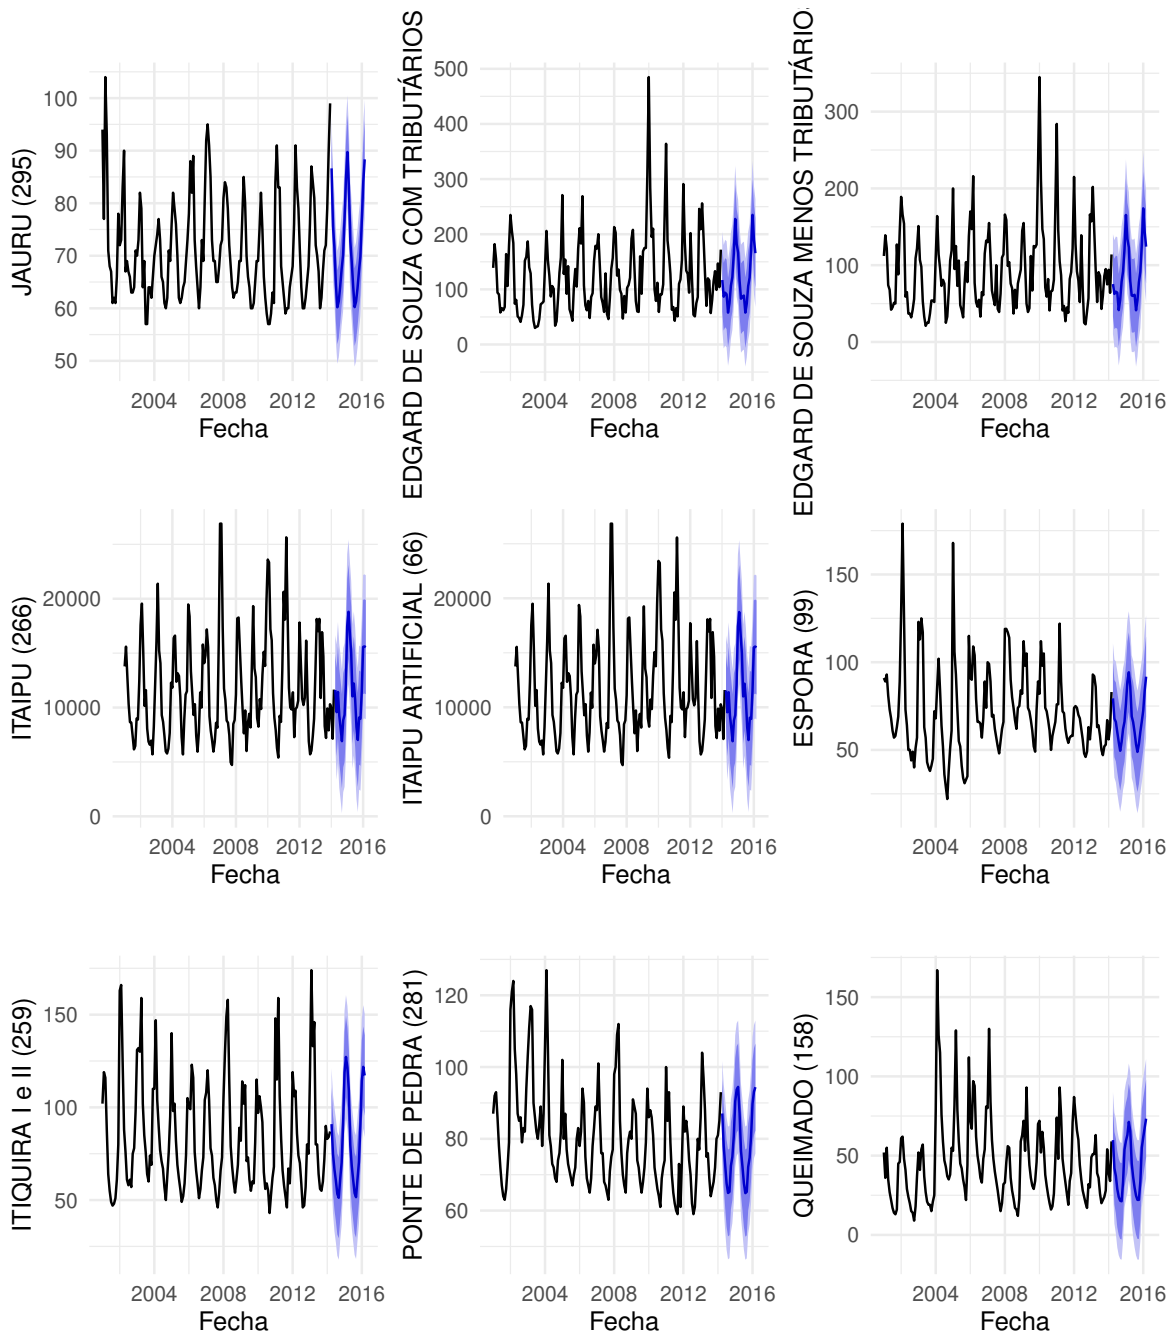 JAURU (295)
100
90
80
70
60
50
2004 2008 2012 2016
Fecha
EDGARD DE SOUZA COM TRIBUTÁRIOS
500
400
300
200
100
0
2004 2008 2012 2016
Fecha
EDGARD DE SOUZA MENOS TRIBUTÁRIO
300
200
100
0
2004 2008 2012 2016
Fecha
ITAIPU (266)
20000
10000
0
2004 2008 2012 2016
Fecha
ITAIPU ARTIFICIAL (66)
20000
10000
0
2004 2008 2012 2016
Fecha
ESPORA (99)
150
100
50
2004 2008 2012 2016
Fecha
ITIQUIRA I e II (259)
150
100
50
2004 2008 2012 2016
Fecha
PONTE DE PEDRA (281)
120
100
80
60
2004 2008 2012 2016
Fecha
QUEIMADO (158)
150
100
50
0
2004 2008 2012 2016
Fecha